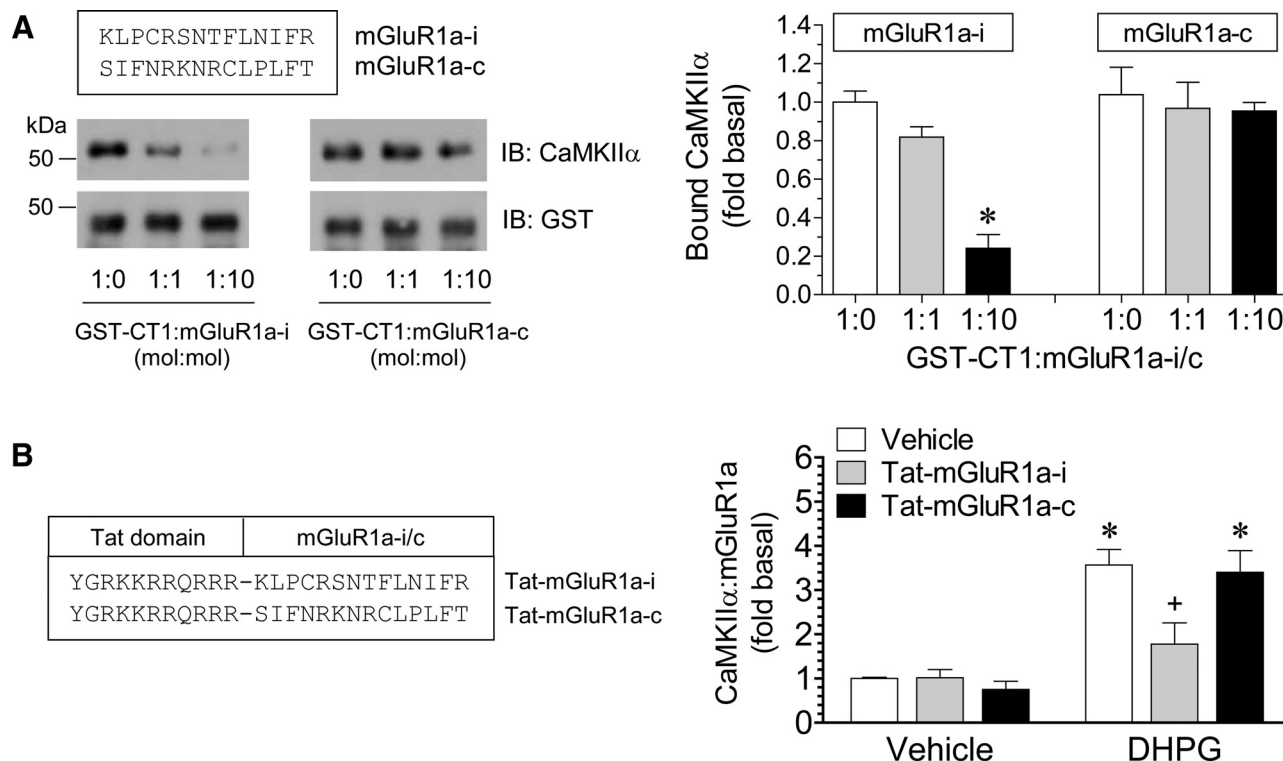 A
KLPCRSNTFLNIFR mGluR1a-i
SIFNRKNRCLPLFT mGluR1a-c
kDa
50
IB: CaMKIIα
50
IB: GST
1:0 1:1 1:10 1:0 1:1 1:10
GST-CT1:mGluR1a-i GST-CT1:mGluR1a-c
(mol:mol) (mol:mol)
Bound CaMKIIα
(fold basal)
1.4
1.2
1.0
0.8
0.6
0.4
0.2
0.0
mGluR1a-i mGluR1a-c
*
1:0 1:1 1:10 1:0 1:1 1:10
GST-CT1:mGluR1a-i/c
B
Tat domain mGluR1a-i/c
YGRKKRRQRRR-KLPCRSNTFLNIFR Tat-mGluR1a-i
YGRKKRRQRRR-SIFNRKNRCLPLFT Tat-mGluR1a-c
CaMKIIα:mGluR1a
(fold basal)
6
5
4
3
2
1
0
Vehicle
Tat-mGluR1a-i
Tat-mGluR1a-c
* + *
Vehicle DHPG